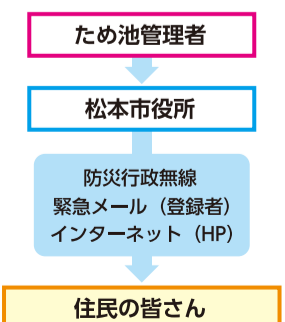 ため池管理者
松本市役所
防災行政無線
緊急メール（登録者）
インターネット（HP）
住民の皆さん